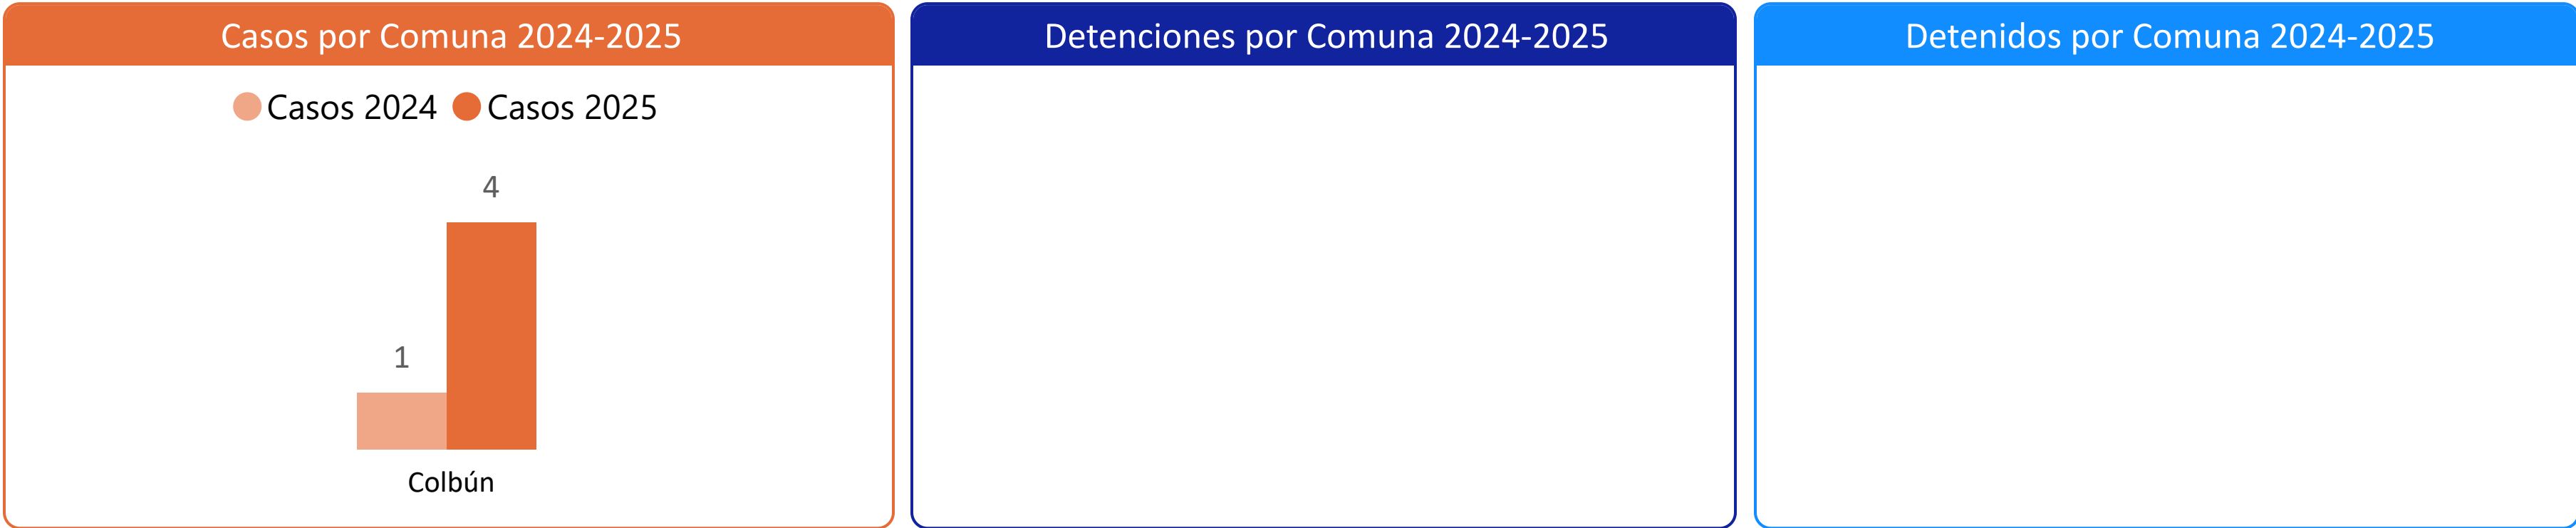 Casos por Comuna 2024-2025
Casos 2024 Casos 2025
4
1
Colbún
Detenciones por Comuna 2024-2025
Detenidos por Comuna 2024-2025